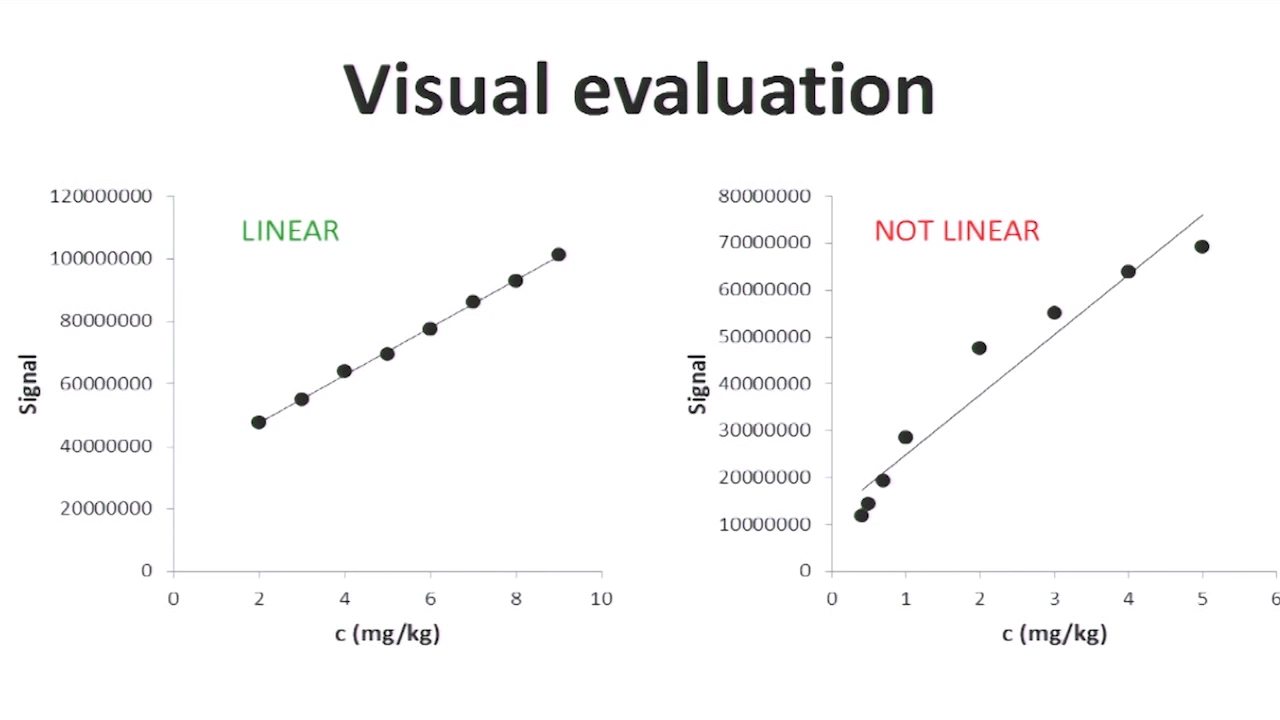 Visual evaluation
LINEAR
120000000
100000000
80000000
60000000
40000000
20000000
0
0 2 4 6 8 10
Signal
c (mg/kg)
NOT LINEAR
80000000
70000000
60000000
50000000
40000000
30000000
20000000
10000000
0
0 1 2 3 4 5 6
Signal
c (mg/kg)